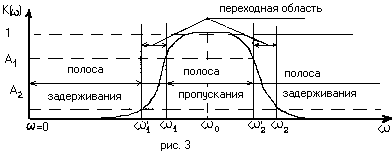 K(ω)
переходная область
1
A₁
полоса
полоса
полоса
A₂
задерживания
пропускания
задерживания
ω=0
ω'₁
ω₁
ω₀
ω'₂
ω₂
ω
рис. 3